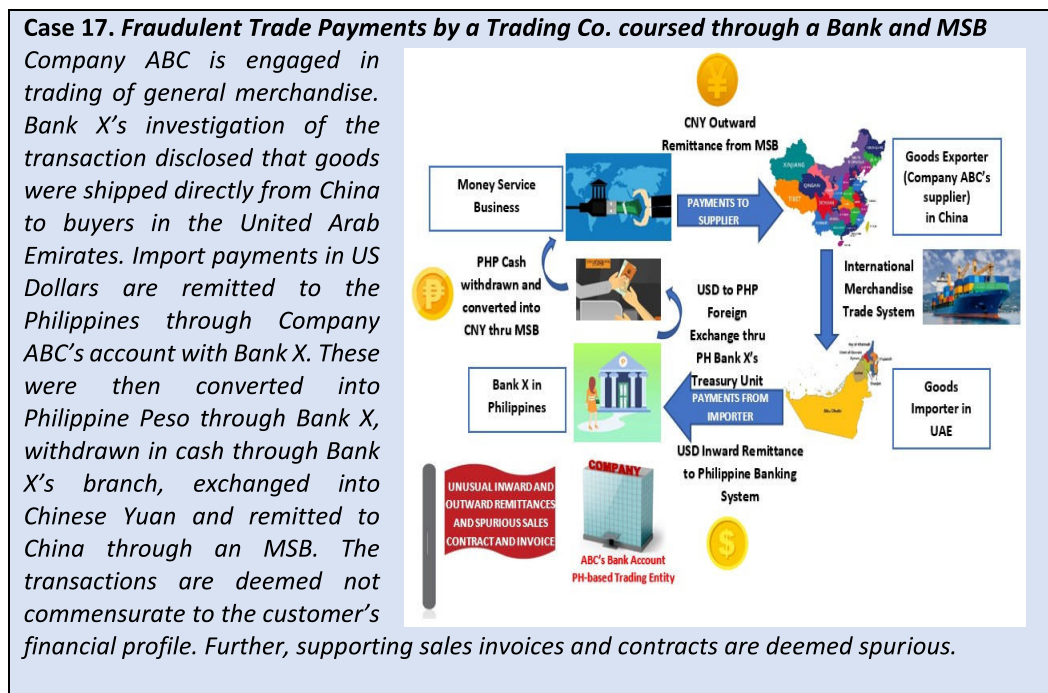 Case 17. Fraudulent Trade Payments by a Trading Co. coursed through a Bank and MSB
Company ABC is engaged in
trading of general merchandise.
Bank X’s investigation of the
transaction disclosed that goods
were shipped directly from China
to buyers in the United Arab
Emirates. Import payments in US
Dollars are remitted to the
Philippines through Company
ABC’s account with Bank X. These
were then converted into
Philippine Peso through Bank X,
withdrawn in cash through Bank
X’s branch, exchanged into
Chinese Yuan and remitted to
China through an MSB. The
transactions are deemed not
commensurate to the customer’s
financial profile. Further, supporting sales invoices and contracts are deemed spurious.
CNY Outward
Remittance from MSB
Money Service
Business
PAYMENTS TO
SUPPLIER
XINJIANG
QINGHAI
Goods Exporter
(Company ABC’s
supplier)
in China
PHP Cash
withdrawn and
converted into
CNY thru MSB
USD to PHP
Foreign
Exchange thru
PH Bank X’s
Treasury Unit
International
Merchandise
Trade System
Bank X in
Philippines
PAYMENTS FROM
IMPORTER
Abu Dhabi
Goods
Importer in
UAE
USD Inward Remittance
to Philippine Banking
System
UNUSUAL INWARD AND
OUTWARD REMITTANCES
AND SPURIOUS SALES
CONTRACT AND INVOICE
COMPANY
ABC’s Bank Account
PH-based Trading Entity